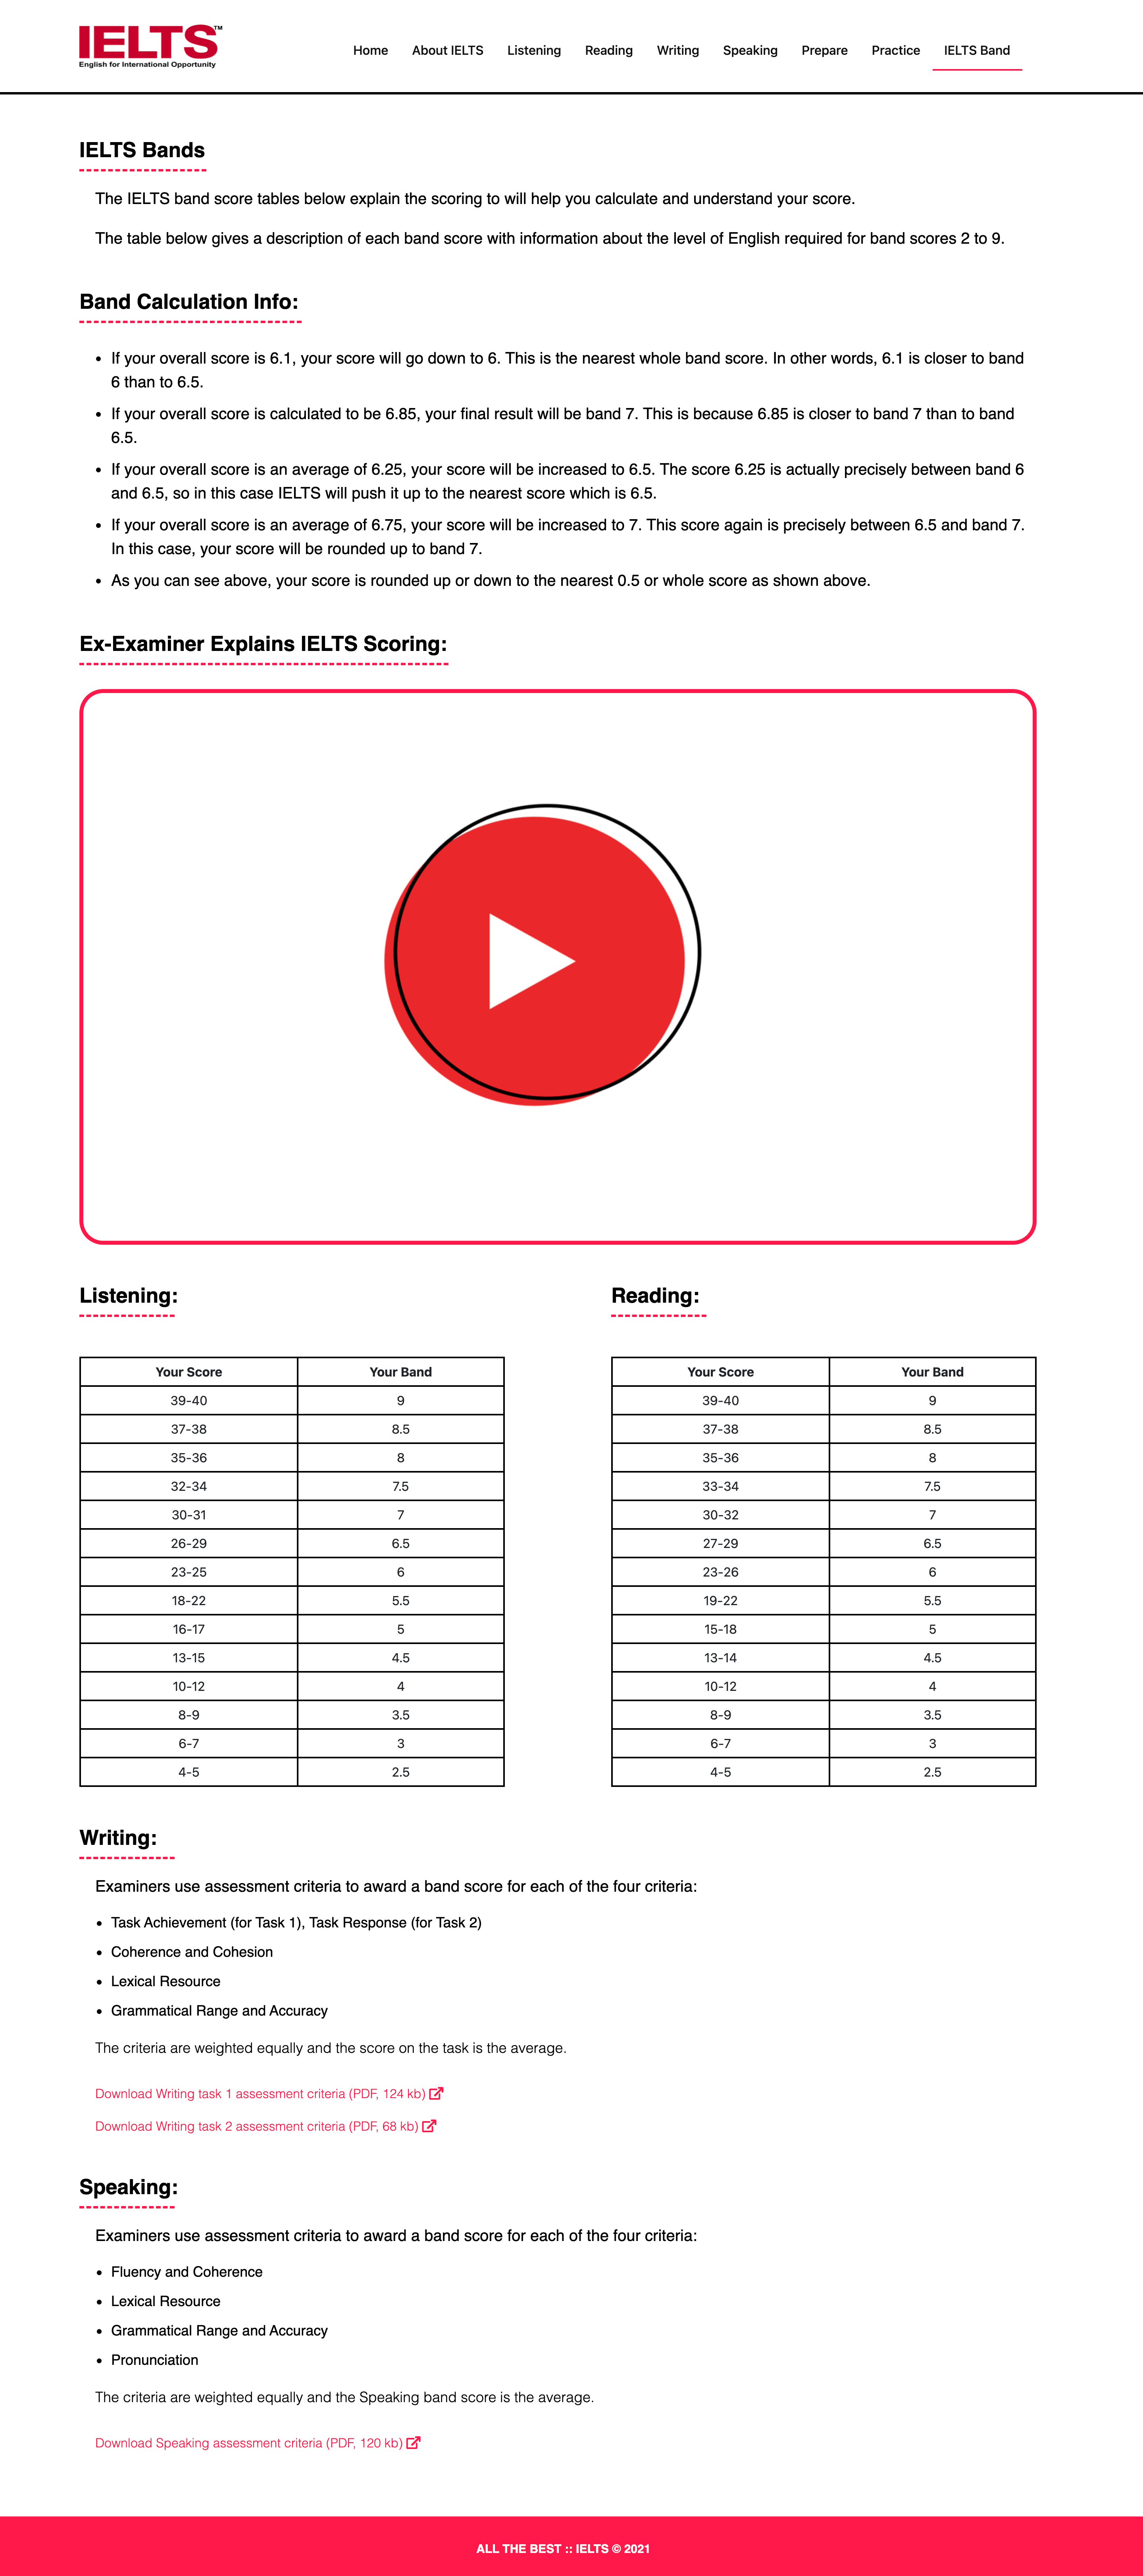 IELTS™
English for International Opportunity
Home About IELTS Listening Reading Writing Speaking Prepare Practice IELTS Band
IELTS Bands
The IELTS band score tables below explain the scoring to will help you calculate and understand your score.
The table below gives a description of each band score with information about the level of English required for band scores 2 to 9.
Band Calculation Info:
• If your overall score is 6.1, your score will go down to 6. This is the nearest whole band score. In other words, 6.1 is closer to band
6 than to 6.5.
• If your overall score is calculated to be 6.85, your final result will be band 7. This is because 6.85 is closer to band 7 than to band
6.5.
• If your overall score is an average of 6.25, your score will be increased to 6.5. The score 6.25 is actually precisely between band 6
and 6.5, so in this case IELTS will push it up to the nearest score which is 6.5.
• If your overall score is an average of 6.75, your score will be increased to 7. This score again is precisely between 6.5 and band 7.
In this case, your score will be rounded up to band 7.
• As you can see above, your score is rounded up or down to the nearest 0.5 or whole score as shown above.
Ex-Examiner Explains IELTS Scoring:
Listening:
Your Score Your Band
39-40 9
37-38 8.5
35-36 8
32-34 7.5
30-31 7
26-29 6.5
23-25 6
18-22 5.5
16-17 5
13-15 4.5
10-12 4
8-9 3.5
6-7 3
4-5 2.5
Reading:
Your Score Your Band
39-40 9
37-38 8.5
35-36 8
33-34 7.5
30-32 7
27-29 6.5
23-26 6
19-22 5.5
15-18 5
13-14 4.5
10-12 4
8-9 3.5
6-7 3
4-5 2.5
Writing:
Examiners use assessment criteria to award a band score for each of the four criteria:
• Task Achievement (for Task 1), Task Response (for Task 2)
• Coherence and Cohesion
• Lexical Resource
• Grammatical Range and Accuracy
The criteria are weighted equally and the score on the task is the average.
Download Writing task 1 assessment criteria (PDF, 124 kb)
Download Writing task 2 assessment criteria (PDF, 68 kb)
Speaking:
Examiners use assessment criteria to award a band score for each of the four criteria:
• Fluency and Coherence
• Lexical Resource
• Grammatical Range and Accuracy
• Pronunciation
The criteria are weighted equally and the Speaking band score is the average.
Download Speaking assessment criteria (PDF, 120 kb)
ALL THE BEST :: IELTS © 2021